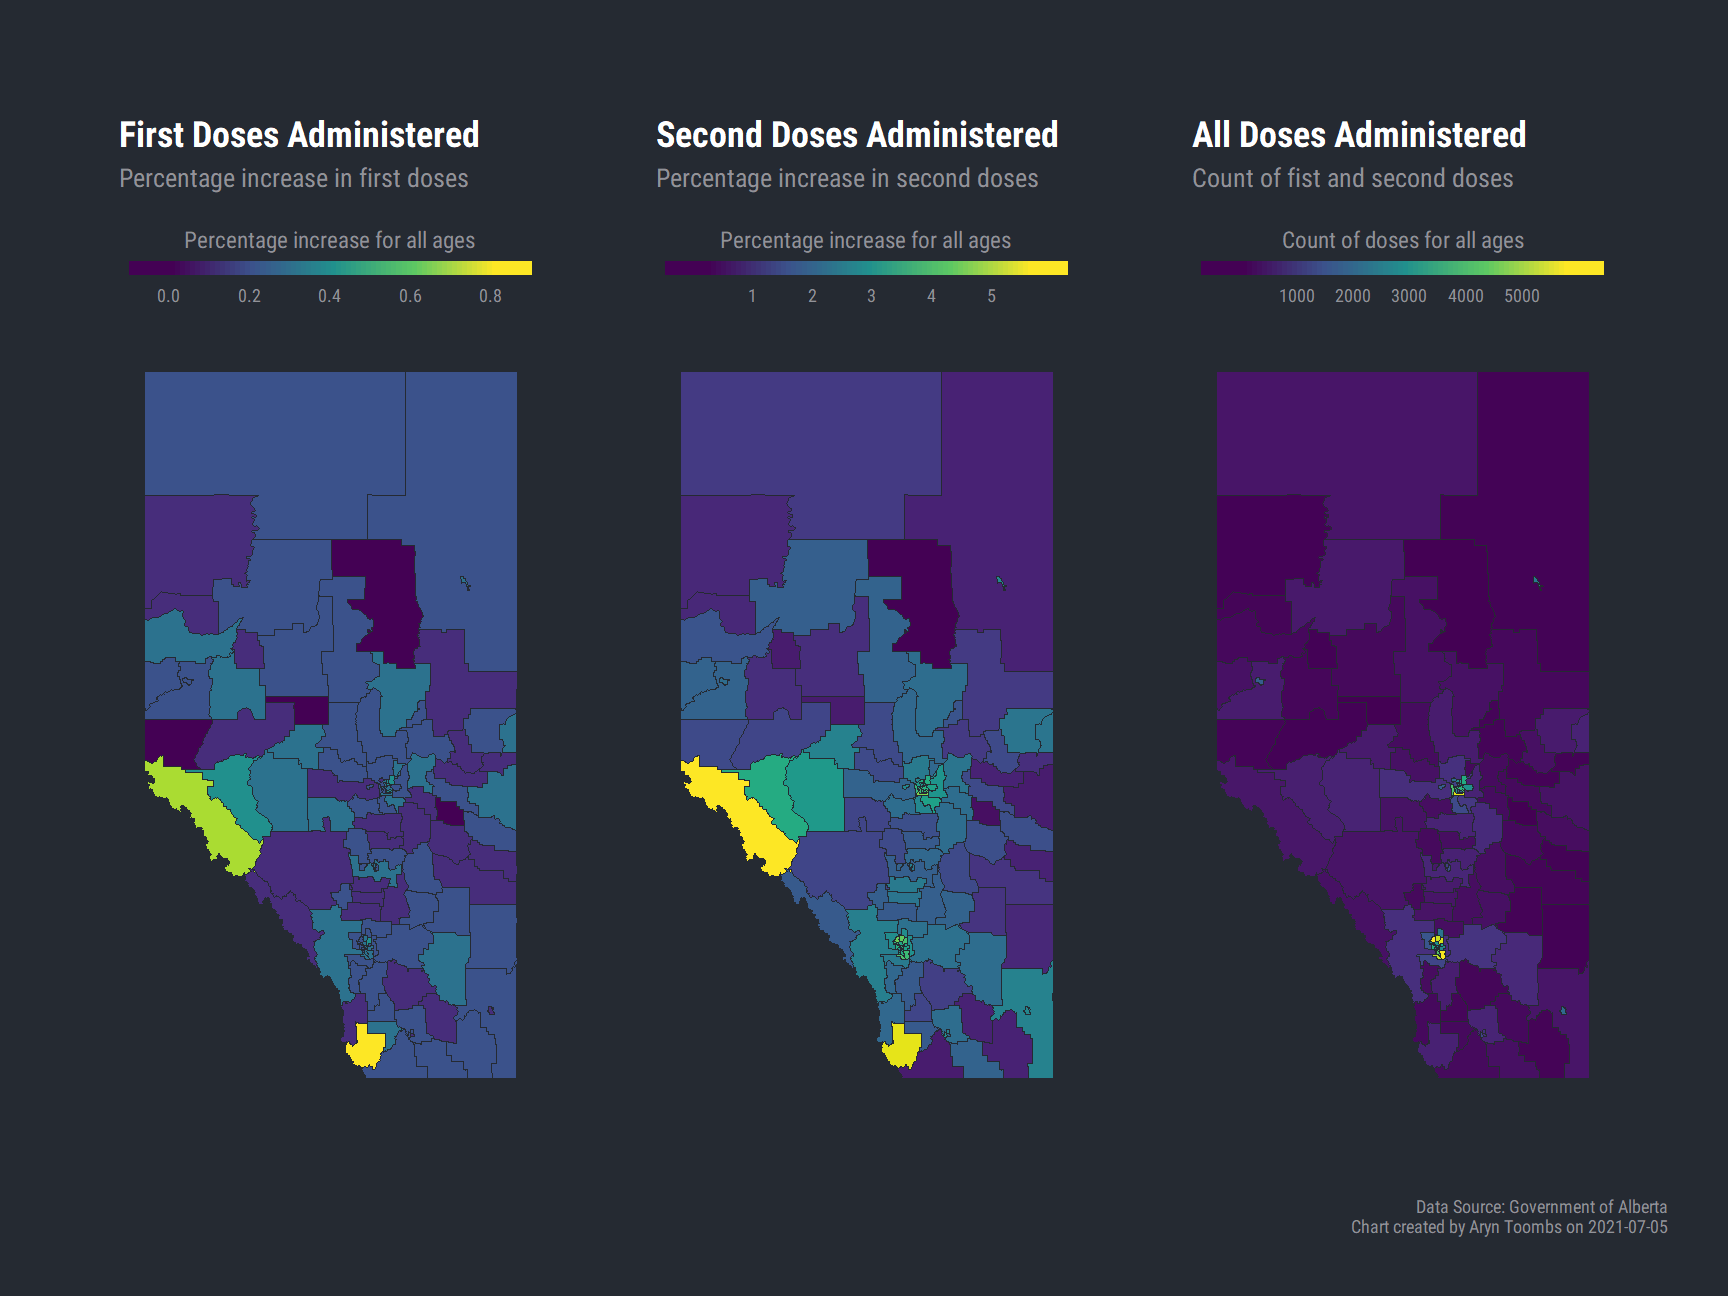 First Doses Administered
Percentage increase in first doses
Percentage increase for all ages
0.0 0.2 0.4 0.6 0.8
Second Doses Administered
Percentage increase in second doses
Percentage increase for all ages
1 2 3 4 5
All Doses Administered
Count of fist and second doses
Count of doses for all ages
1000 2000 3000 4000 5000
Data Source: Government of Alberta
Chart created by Aryn Toombs on 2021-07-05